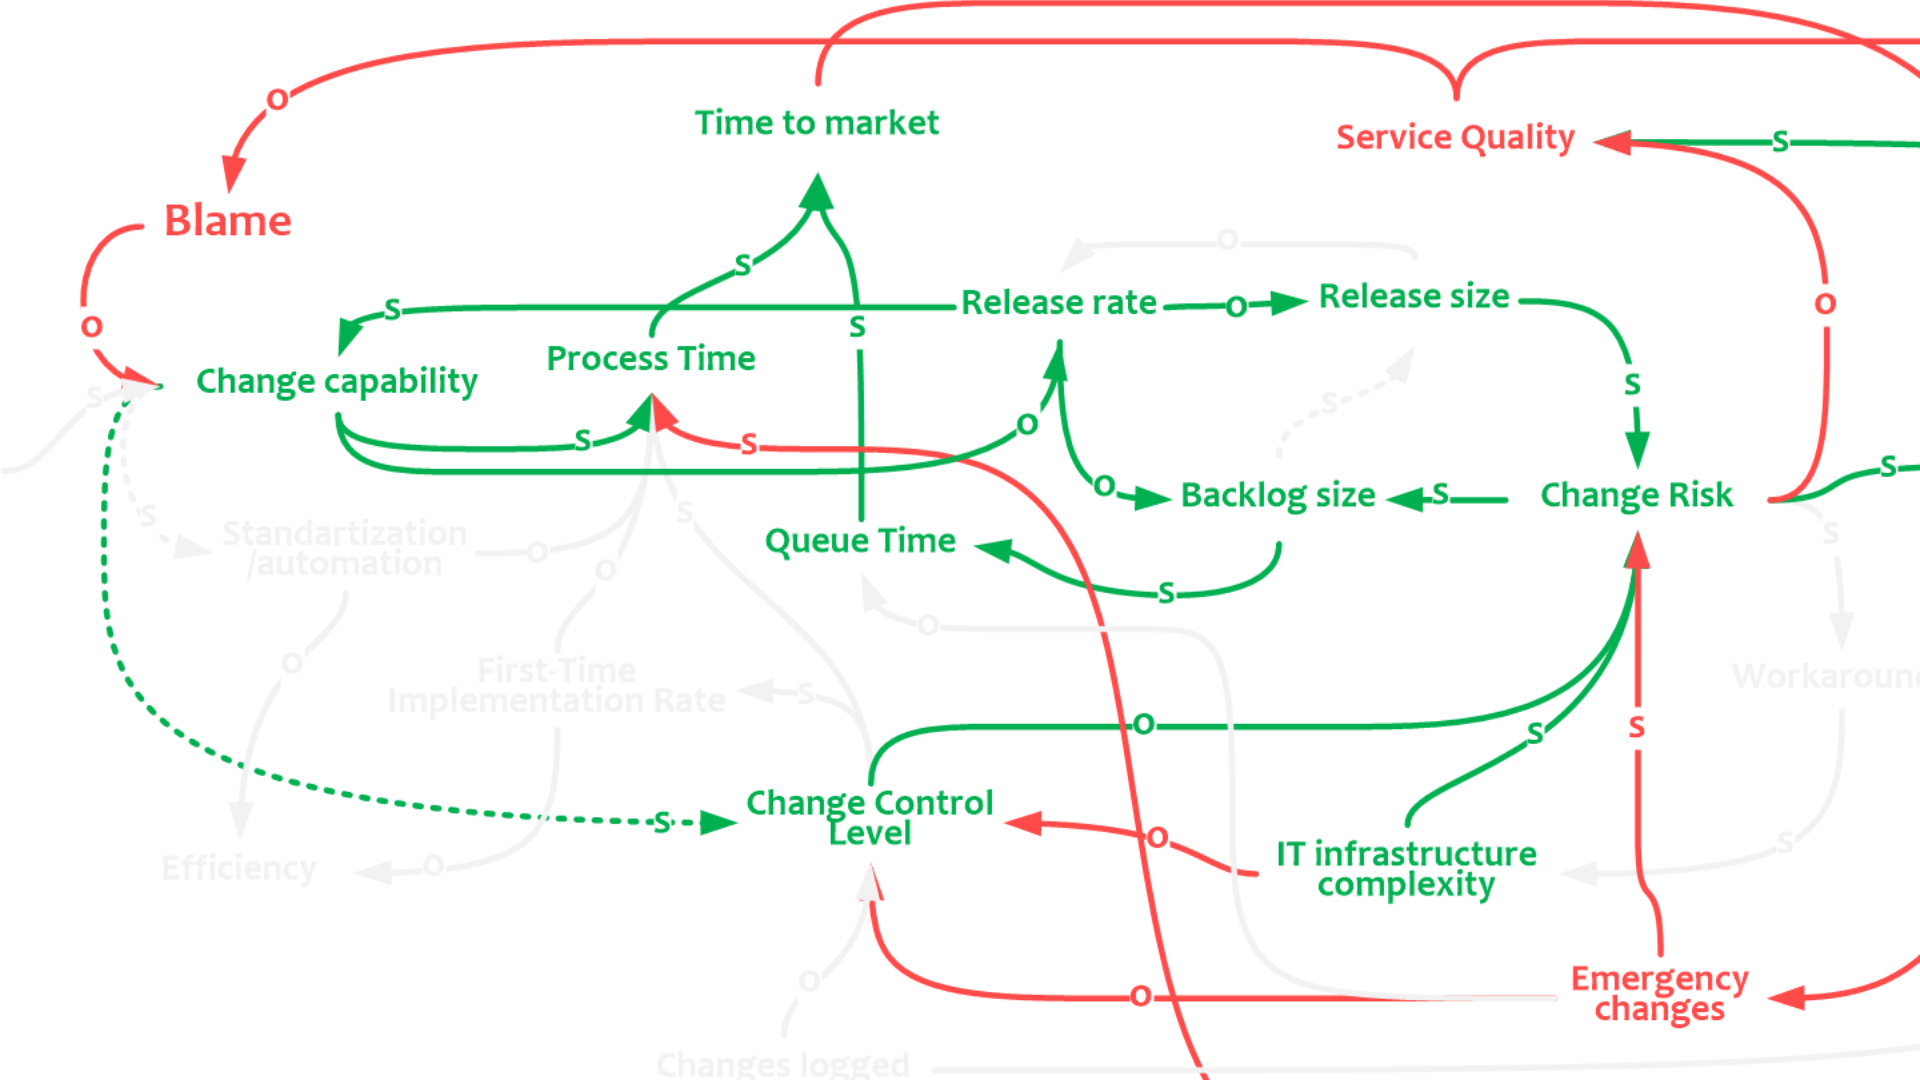 O
Time to market
Service Quality
S
Blame
O
S
S
Release rate
O
Release size
O
S
O
S
Process Time
Change capability
S
S
S
S
O
O
Backlog size
S
Change Risk
S
S
Standartization
/automation
O
S
Queue Time
O
S
S
O
O
First-Time
Implementation Rate
S
Workaroun
O
S
S
O
S
Change Control
Level
S
O
IT infrastructure
complexity
S
Efficiency
O
O
O
Emergency
changes
Changes logged